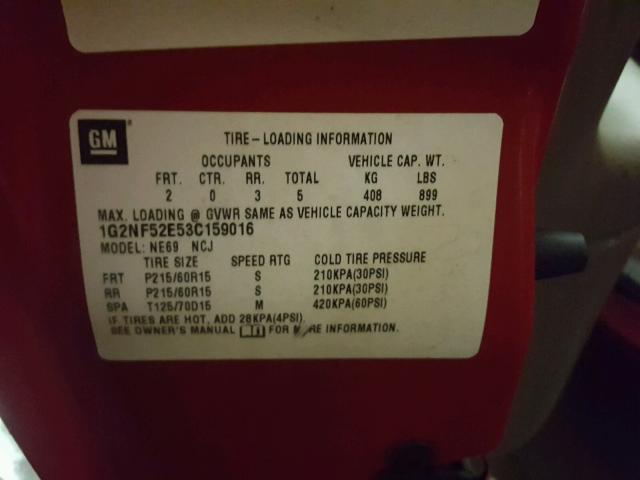 GM
TIRE-LOADING INFORMATION
OCCUPANTS VEHICLE CAP. WT.
FRT. CTR. RR. TOTAL KG LBS
2 0 3 5 408 899
MAX. LOADING @ GVWR SAME AS VEHICLE CAPACITY WEIGHT.
1G2NF52E53C159016
MODEL: NE69 NCJ
TIRE SIZE SPEED RTG COLD TIRE PRESSURE
FRT P215/60R15 S 210KPA(30PSI)
RR P215/60R15 S 210KPA(30PSI)
SPA T125/70D15 M 420KPA(60PSI)
IF TIRES ARE HOT, ADD 28KPA(4PSI).
SEE OWNER'S MANUAL FOR MORE INFORMATION.